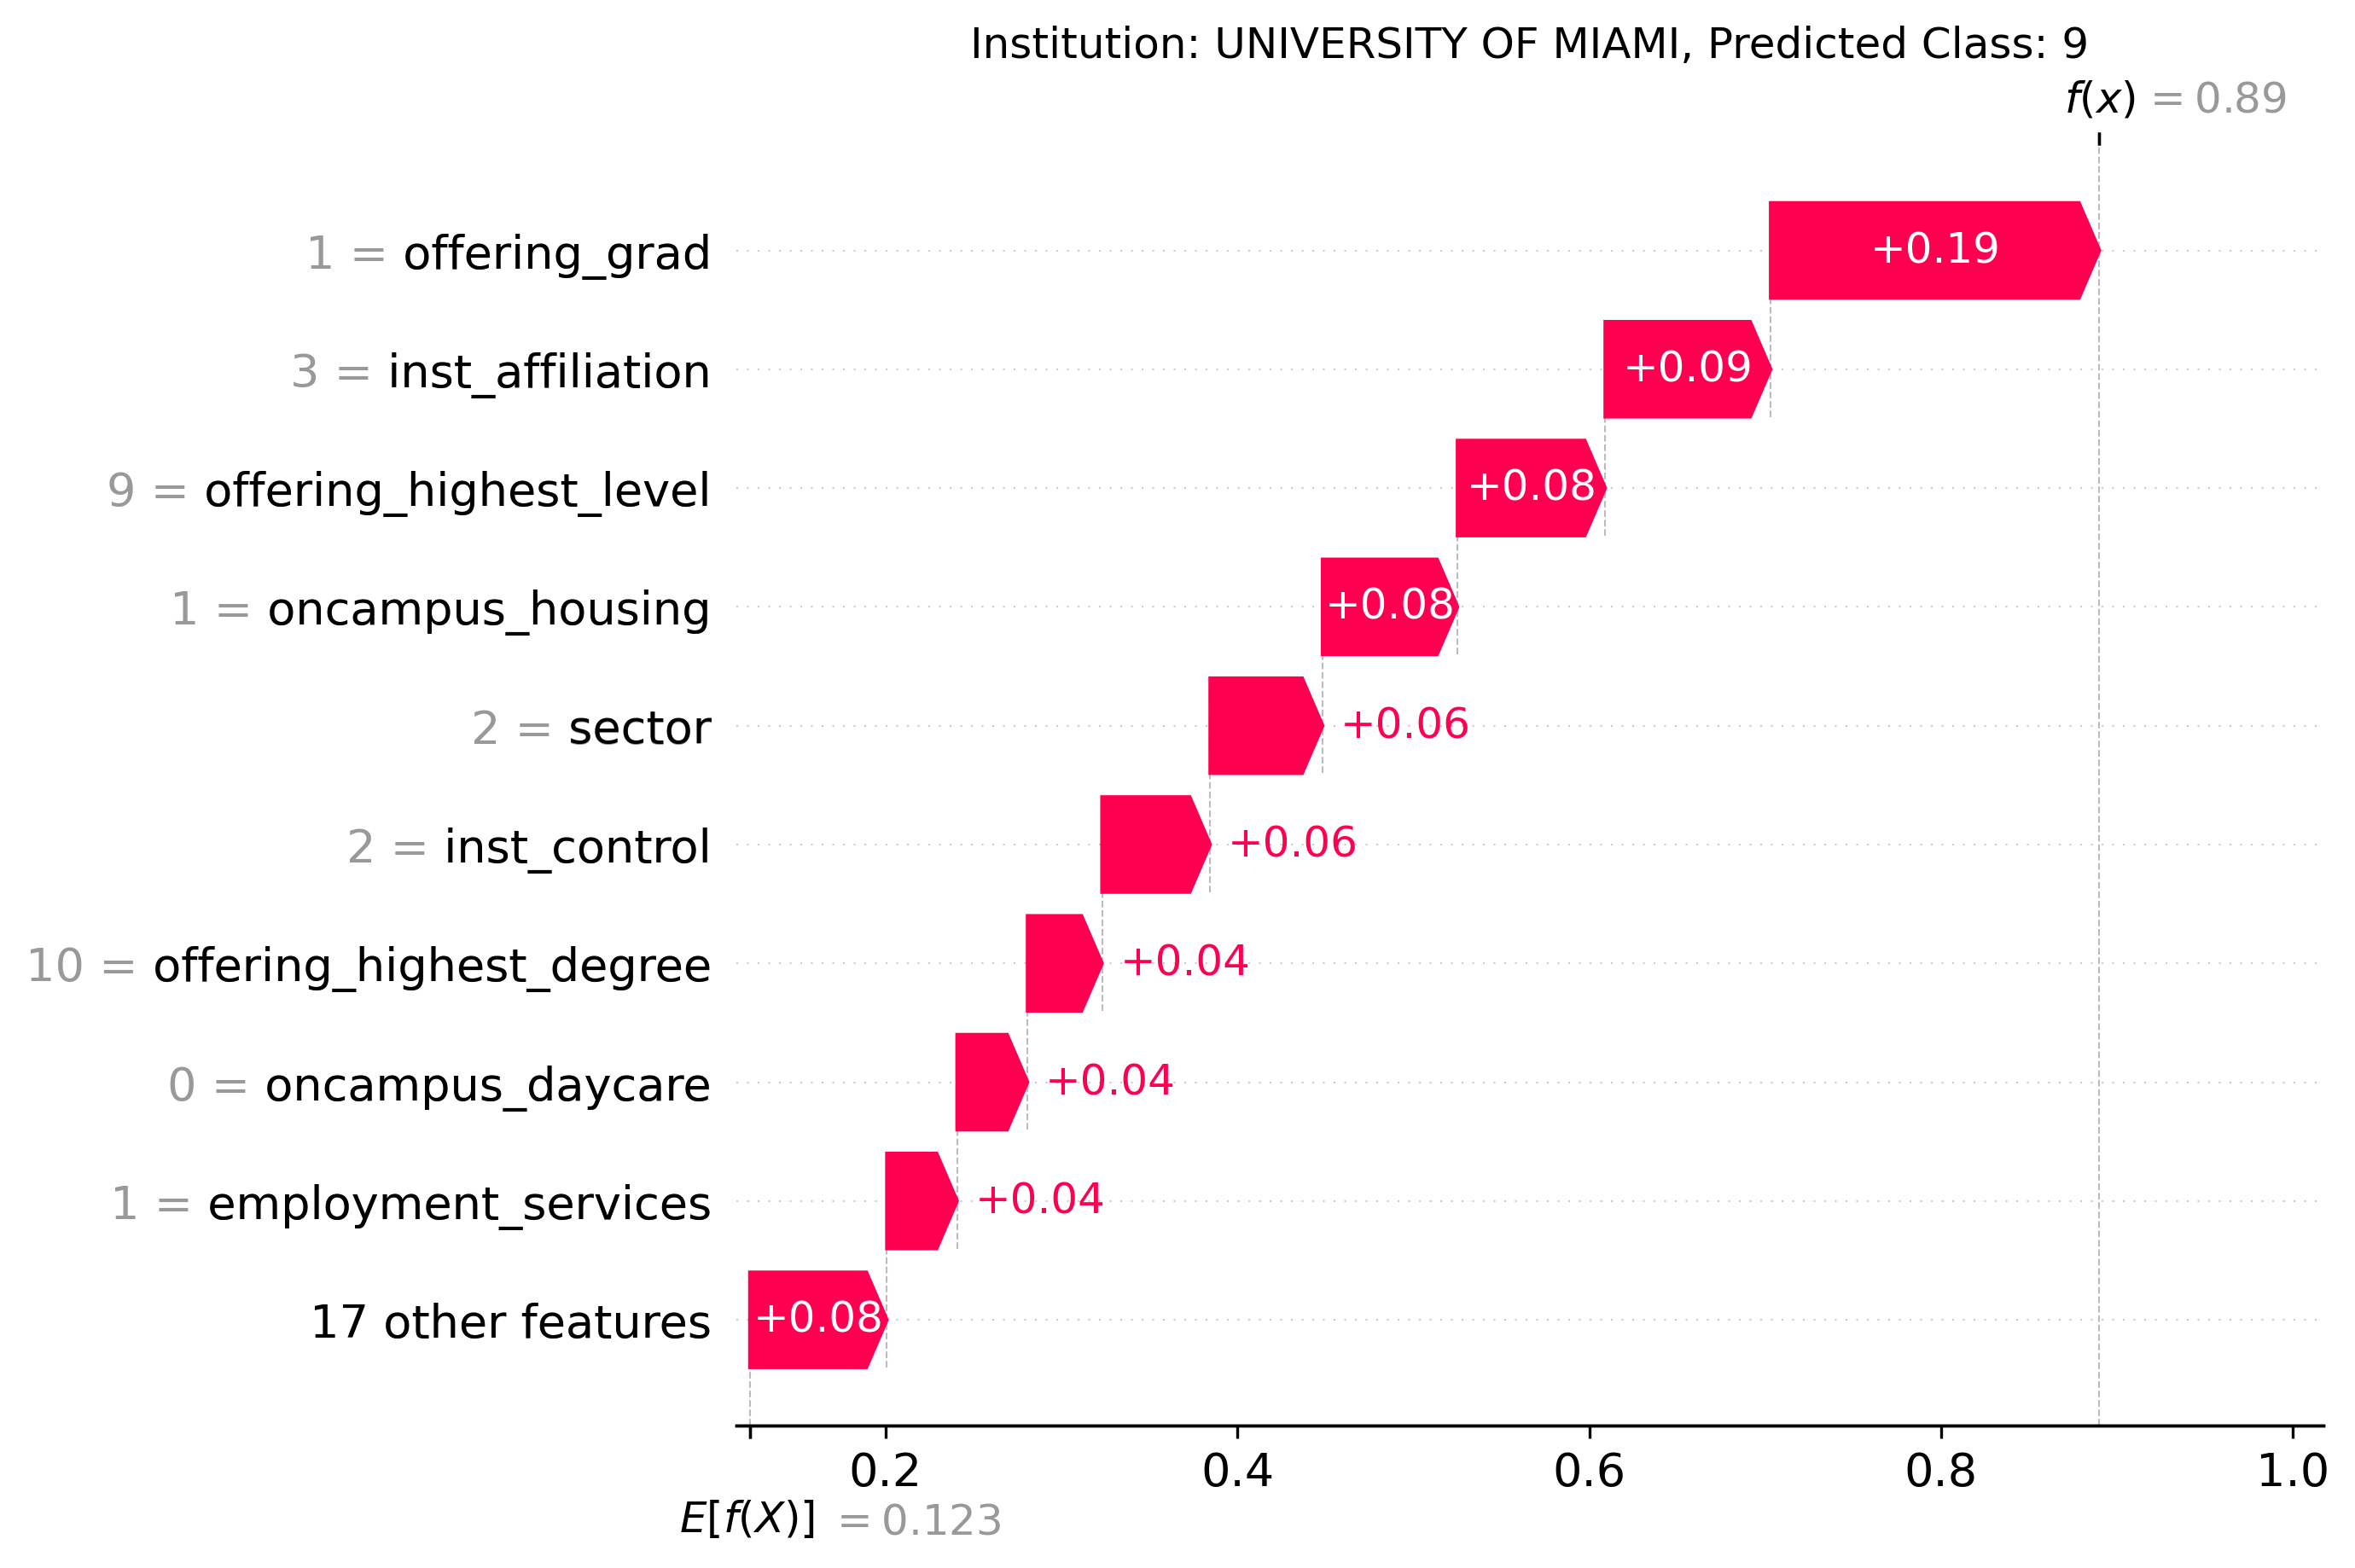 Institution: UNIVERSITY OF MIAMI, Predicted Class: 9
f(x) = 0.89
1 = offering_grad +0.19
3 = inst_affiliation +0.09
9 = offering_highest_level +0.08
1 = oncampus_housing +0.08
2 = sector +0.06
2 = inst_control +0.06
10 = offering_highest_degree +0.04
0 = oncampus_daycare +0.04
1 = employment_services +0.04
17 other features +0.08
0.2 0.4 0.6 0.8 1.0
E[f(X)] = 0.123